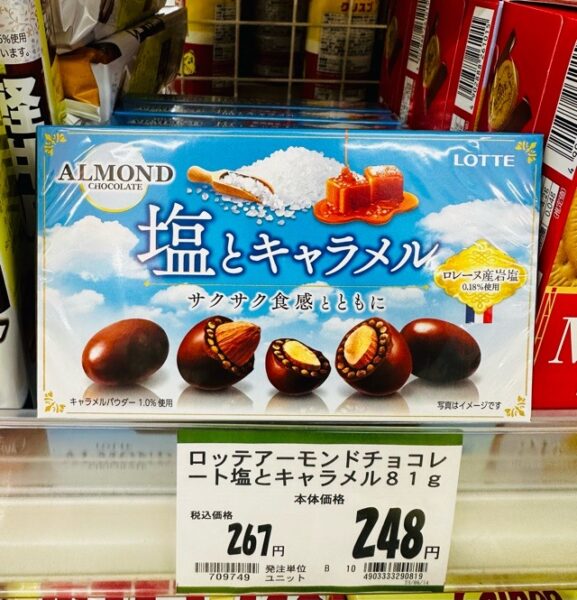 ALMOND
CHOCOLATE
LOTTE
塩とキャラメル
サクサク食感とともに
ロレーヌ産岩塩
0.18%使用
キャラメルパウダー 1.0%使用
写真はイメージです
ロッテアーモンドチョコレ
ート塩とキャラメル81g
本体価格
税込価格
267円
248円
709749
発注単位
ユニット
B 10
4903333290819